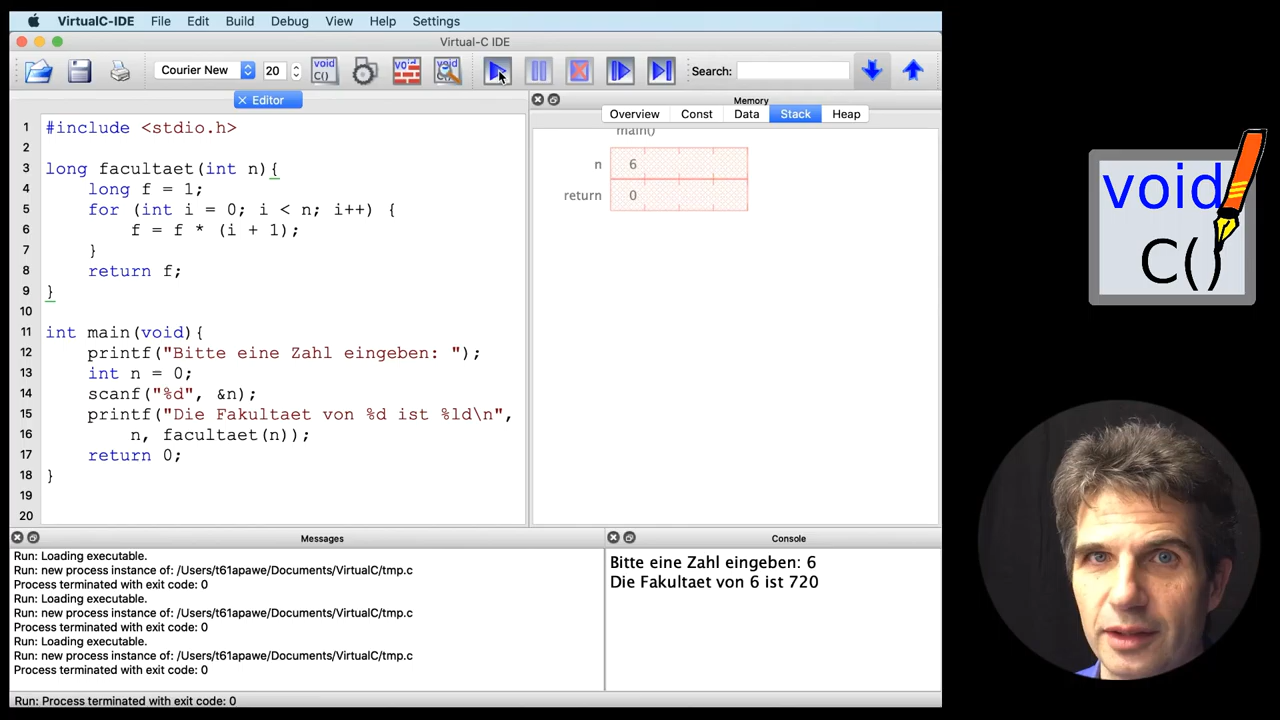 VirtualC-IDE File Edit Build Debug View Help Settings
Virtual-C IDE
Courier New 20 void C() void C() Search:
Editor
1 #include <stdio.h>
2
3 long facultaet(int n){
4 long f = 1;
5 for (int i = 0; i < n; i++) {
6 f = f * (i + 1);
7 }
8 return f;
9 }
10
11 int main(void){
12 printf("Bitte eine Zahl eingeben: ");
13 int n = 0;
14 scanf("%d", &n);
15 printf("Die Fakultaet von %d ist %ld\n",
16 n, facultaet(n));
17 return 0;
18 }
19
20
Memory
Overview Const Data Stack Heap
main()
n 6
return 0
Messages
Run: Loading executable.
Run: new process instance of: /Users/t61apawe/Documents/VirtualC/tmp.c
Process terminated with exit code: 0
Run: Loading executable.
Run: new process instance of: /Users/t61apawe/Documents/VirtualC/tmp.c
Process terminated with exit code: 0
Run: Loading executable.
Run: new process instance of: /Users/t61apawe/Documents/VirtualC/tmp.c
Process terminated with exit code: 0
Console
Bitte eine Zahl eingeben: 6
Die Fakultaet von 6 ist 720
Run: Process terminated with exit code: 0
void
C()